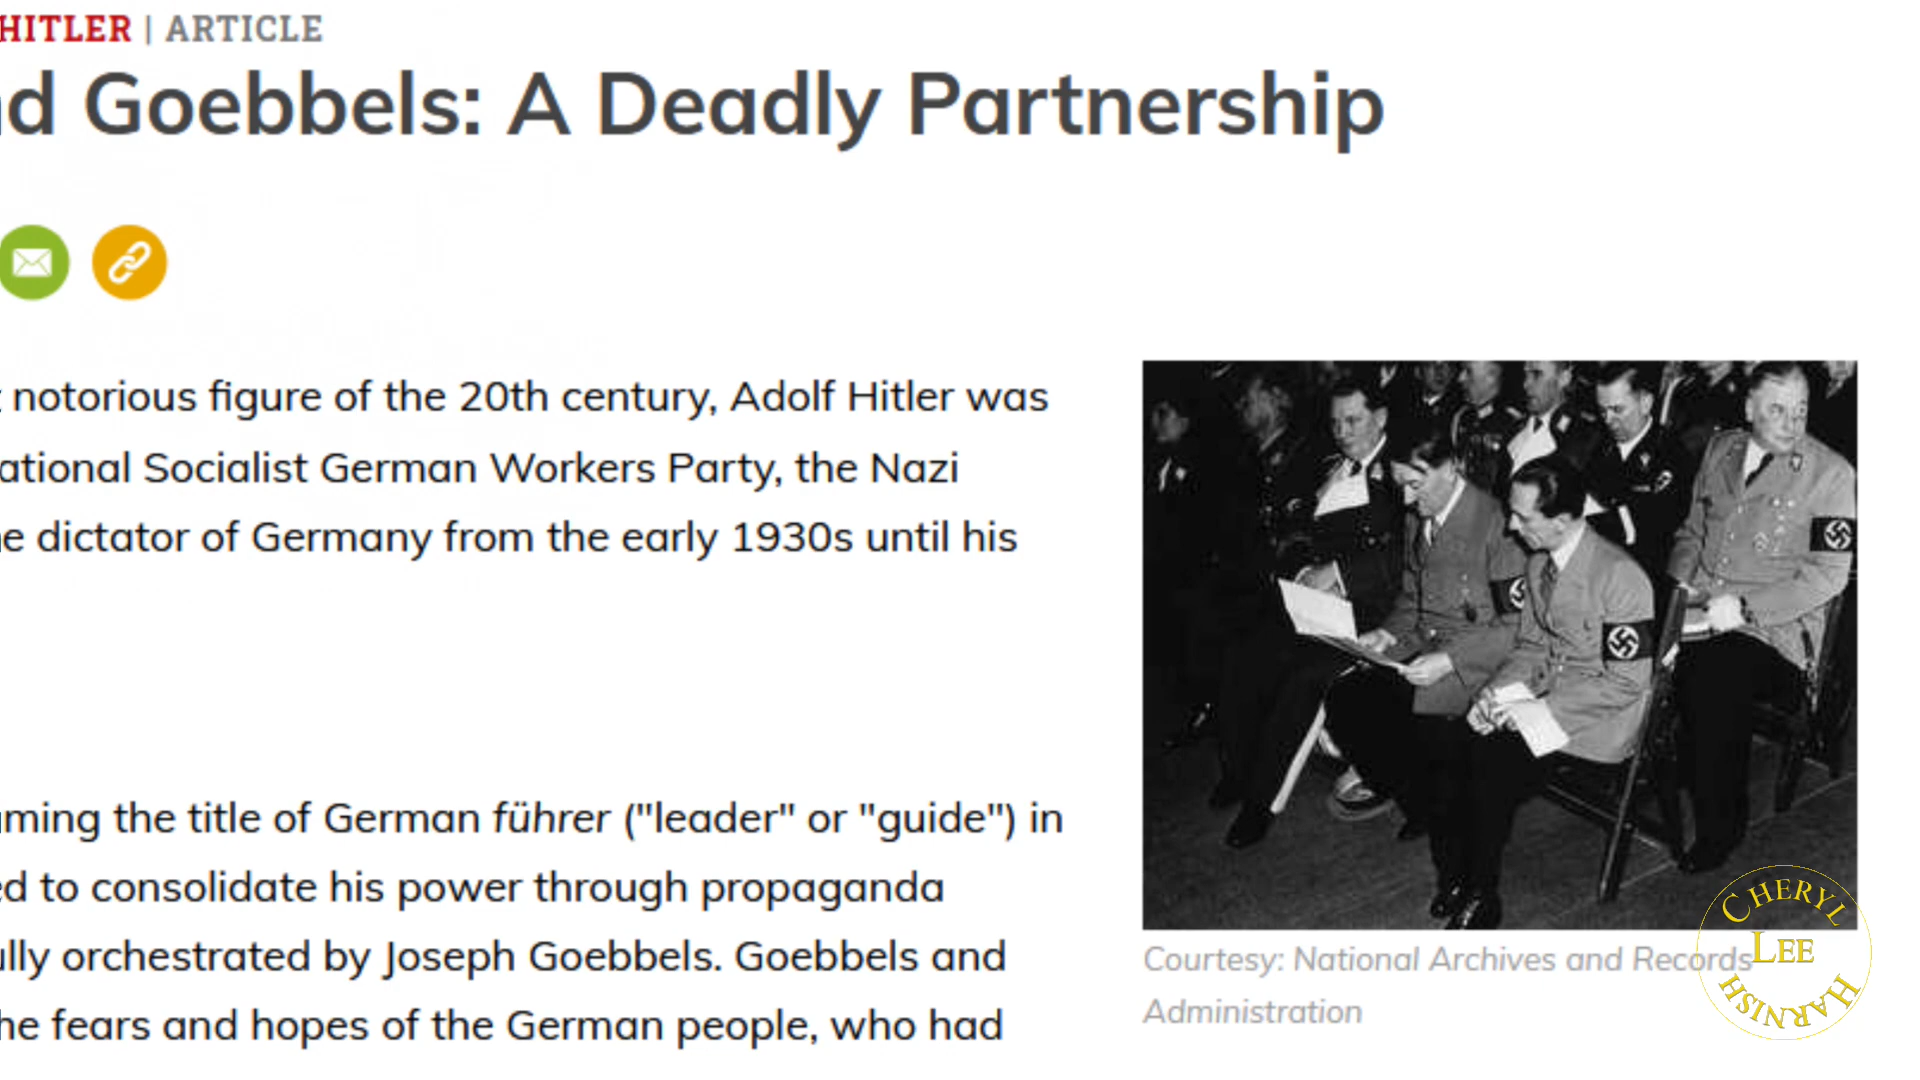 HITLER | ARTICLE
d Goebbels: A Deadly Partnership
notorious figure of the 20th century, Adolf Hitler was
ational Socialist German Workers Party, the Nazi
e dictator of Germany from the early 1930s until his
ming the title of German führer ("leader" or "guide") in
ed to consolidate his power through propaganda
ully orchestrated by Joseph Goebbels. Goebbels and
he fears and hopes of the German people, who had
Courtesy: National Archives and Records
Administration
CHERYL
LEE
HARNISH